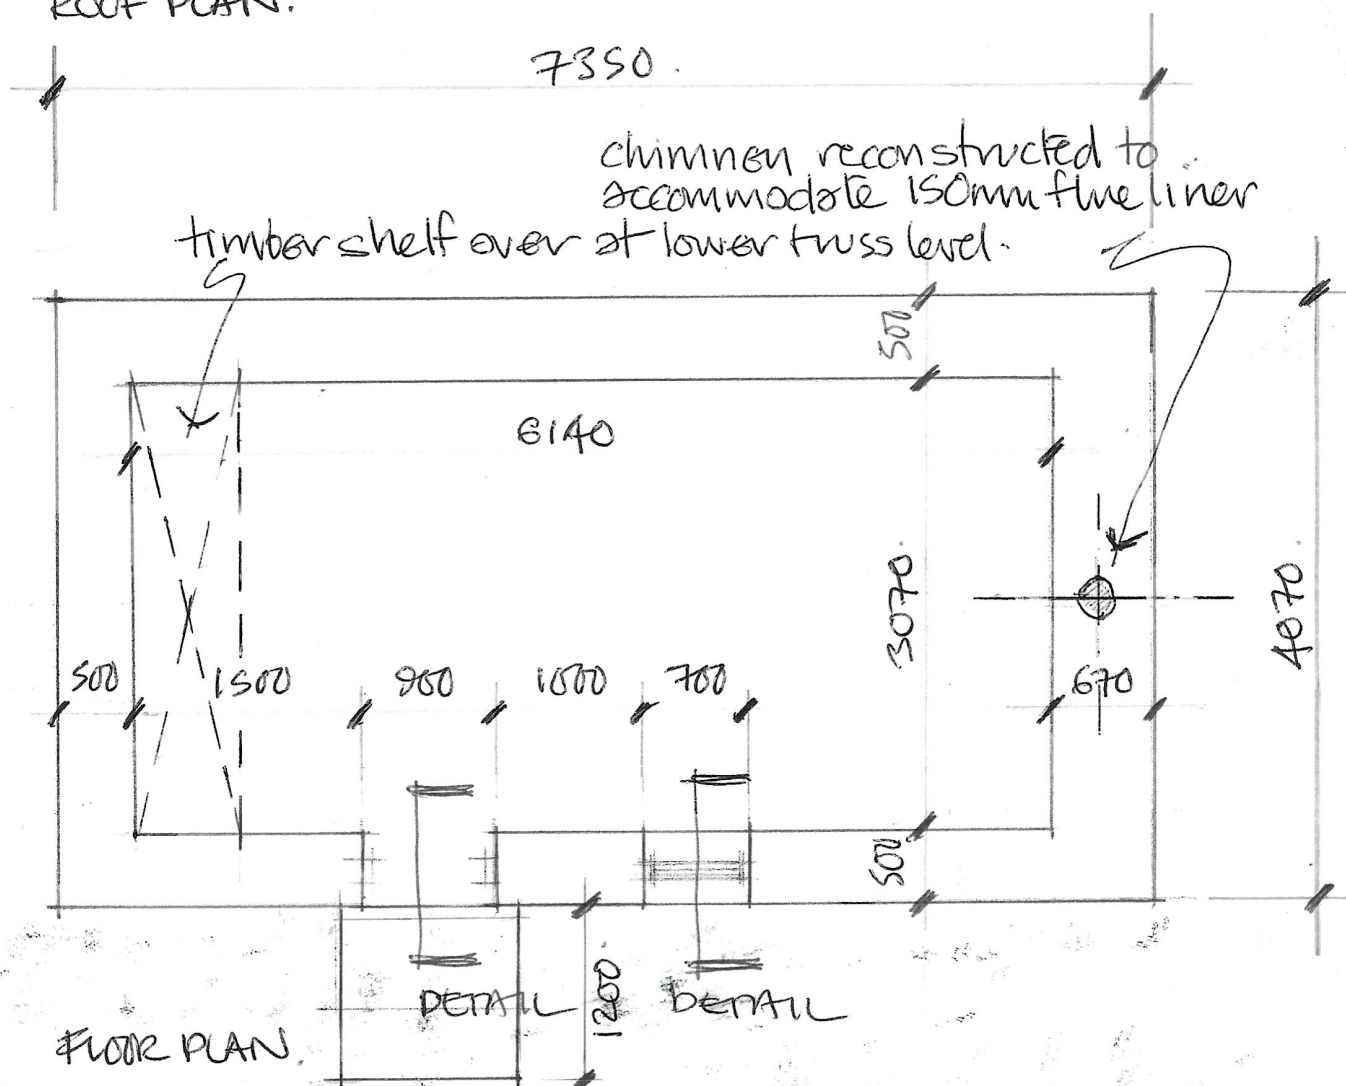 ROOF PLAN.
7350.
chimney reconstructed to
accommodate 150mm flue liner
timber shelf over at lower truss level.
500
6140
3070
4070
500
1500
900
1000
700
670
500
1200
DETAIL
DETAIL
FLOOR PLAN.